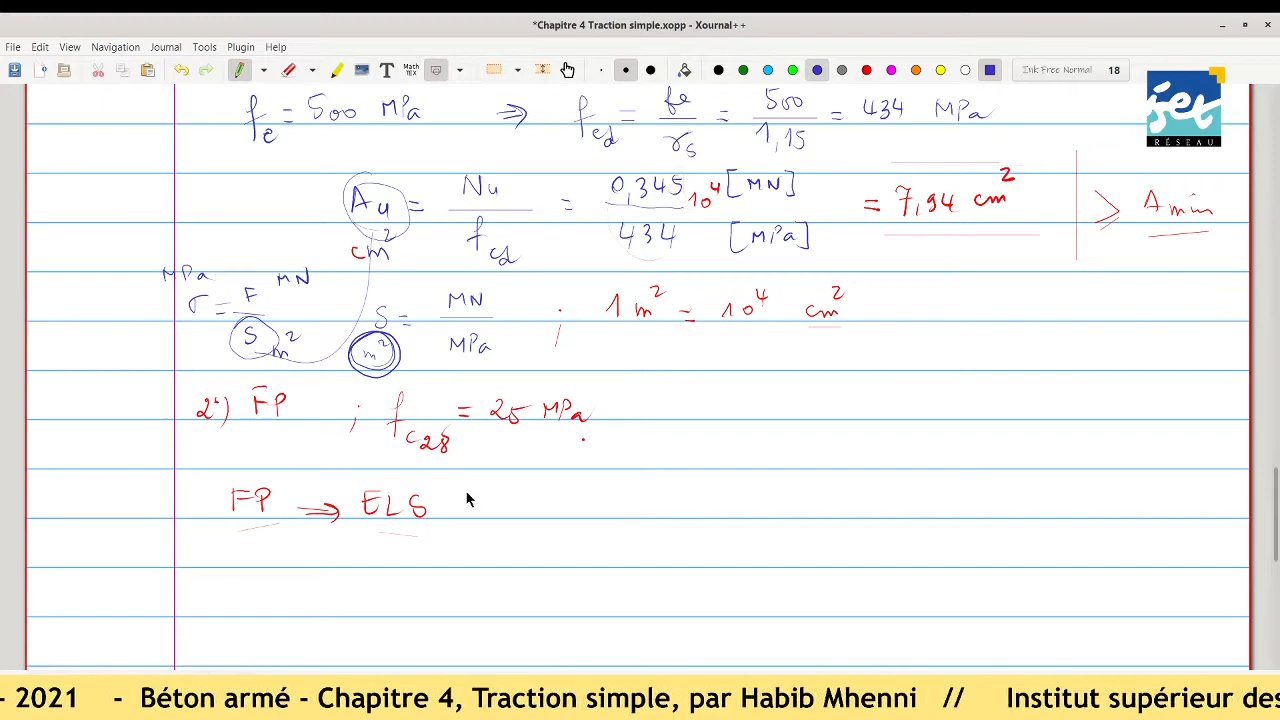 *Chapitre 4 Traction simple.xopp - Xournal++
File Edit View Navigation Journal Tools Plugin Help
Math TEX T Ink Free Normal 18
iset RÉSEAU
fe = 500 MPa ⇒ fed = fe/γs = 500/1,15 = 434 MPa
Au = Nu/fed = 0,345 10⁴ [MN] / 434 [MPa] = 7,94 cm² ⩾ Amin
cm²
MPa MN
σ = F/S m² S = MN/MPa ; 1 m² = 10⁴ cm²
m²
2°) FP ; fc28 = 25 MPa.
FP ⇒ ELS
- 2021 - Béton armé - Chapitre 4, Traction simple, par Habib Mhenni // Institut supérieur des